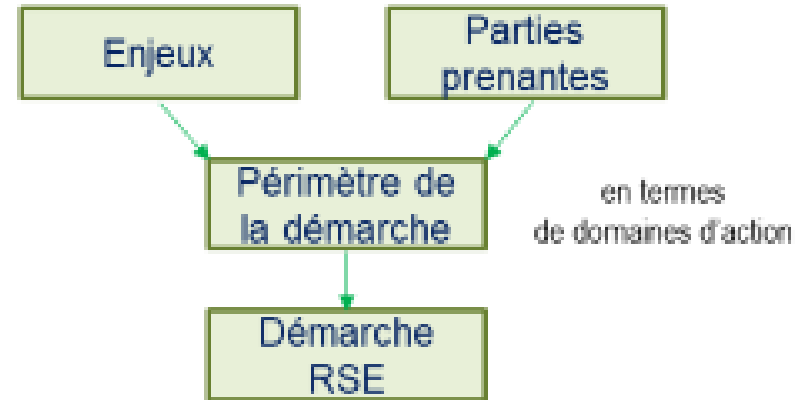 Enjeux
Parties
prenantes
Périmètre de
la démarche
en termes
de domaines d'action
Démarche
RSE